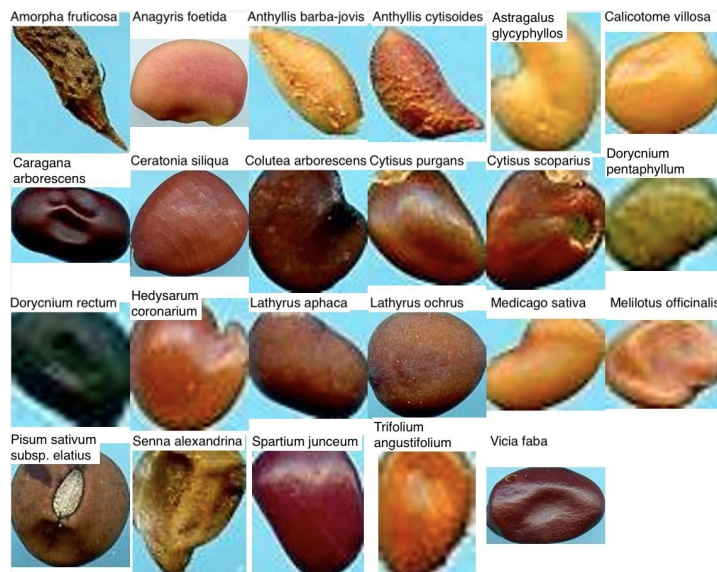 Amorpha fruticosa
Anagyris foetida
Anthyllis barba-jovis
Anthyllis cytisoides
Astragalus
glycyphyllos
Calicotome villosa
Caragana
arborescens
Ceratonia siliqua
Colutea arborescens
Cytisus purgans
Cytisus scoparius
Dorycnium
pentaphyllum
Dorycnium rectum
Hedysarum
coronarium
Lathyrus aphaca
Lathyrus ochrus
Medicago sativa
Melilotus officinalis
Pisum sativum
subsp. elatius
Senna alexandrina
Spartium junceum
Trifolium
angustifolium
Vicia faba